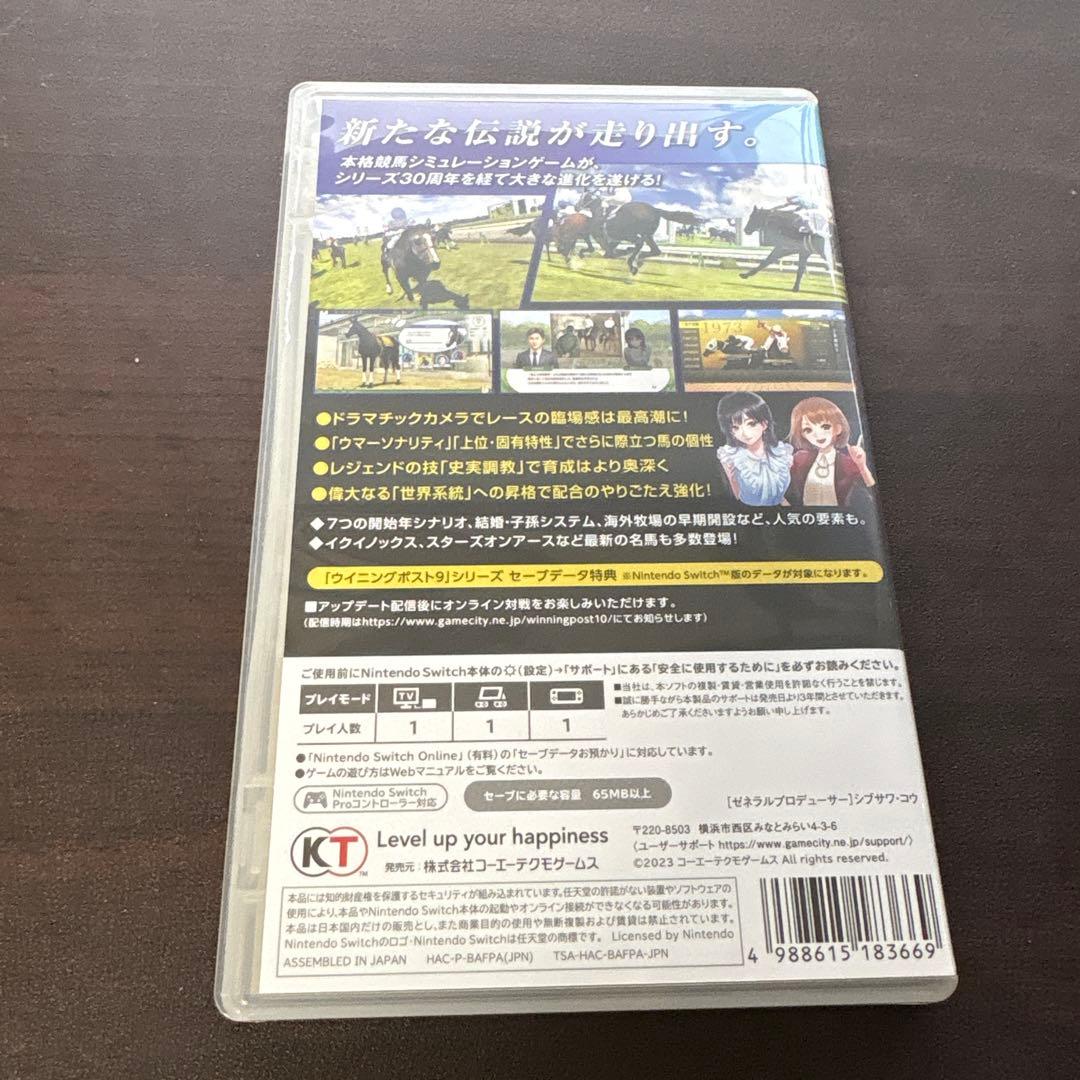 新たな伝説が走り出す。
本格競馬シミュレーションゲームが、
シリーズ30周年を経て大きな進化を遂げる!
1973
●ドラマチックカメラでレースの臨場感は最高潮に!
●「ウマーソナリティ」「上位・固有特性」でさらに際立つ馬の個性
●レジェンドの技「史実調教」で育成はより奥深く
●偉大なる「世界系統」への昇格で配合のやりごたえ強化!
◆7つの開始年シナリオ、結婚・子孫システム、海外牧場の早期開設など、人気の要素も。
◆イクイノックス、スターズオンアースなど最新の名馬も多数登場!
「ウイニングポスト9」シリーズ セーブデータ特典 ※Nintendo Switch™版のデータが対象になります。
■アップデート配信後にオンライン対戦をお楽しみいただけます。
(配信時期はhttps://www.gamecity.ne.jp/winningpost10/にてお知らせします)
ご使用前にNintendo Switch本体の(設定)→「サポート」にある「安全に使用するために」を必ずお読みください。
プレイモード TV
プレイ人数 1 1 1
■当社は、本ソフトの複製・賃貸・営業使用を許諾なく行うことを禁じます。
■誠に勝手ながら本製品のサポートは発売日より3年間とさせていただきます。
あらかじめご了承くださいますようお願い申し上げます。
●「Nintendo Switch Online」(有料)の「セーブデータお預かり」に対応しています。
●ゲームの遊び方はWebマニュアルをご覧ください。
Nintendo Switch
Proコントローラー対応
セーブに必要な容量 65MB以上
[ゼネラルプロデューサー]シブサワ・コウ
KT™
Level up your happiness
発売元:株式会社コーエーテクモゲームス
〒220-8503 横浜市西区みなとみらい4-3-6
〈ユーザーサポート https://www.gamecity.ne.jp/support/〉
©2023 コーエーテクモゲームス All rights reserved.
本品には知的財産権を保護するセキュリティが組み込まれています。任天堂の許諾がない装置やソフトウェアの
使用により、本品やNintendo Switch本体の起動やオンライン接続ができなくなる可能性があります。
本品は日本国内だけの販売とし、また商業目的の使用や無断複製および賃貸は禁止されています。
Nintendo Switchのロゴ・Nintendo Switchは任天堂の商標です。 Licensed by Nintendo
ASSEMBLED IN JAPAN HAC-P-BAFPA(JPN) TSA-HAC-BAFPA-JPN
4 988615 183669